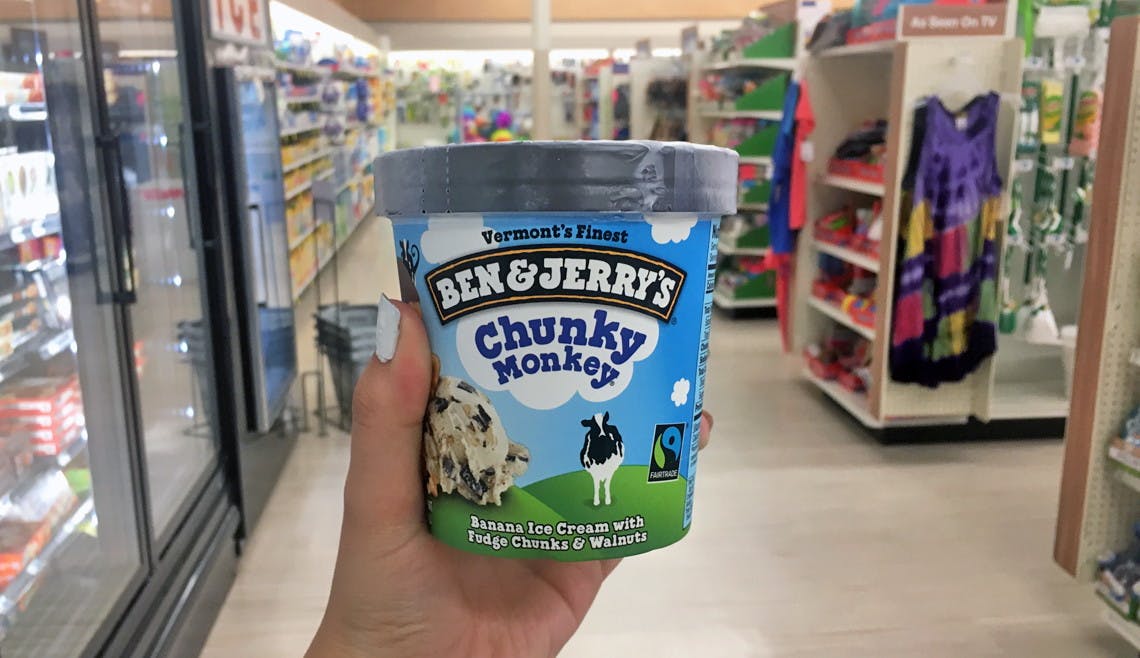 ICE
As Seen On TV
Vermont's Finest
BEN & JERRY'S
Chunky
Monkey
FAIRTRADE
Banana Ice Cream with
Fudge Chunks & Walnuts